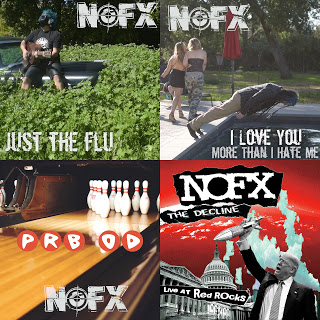 NOFX
JUST THE FLU
NOFX
I LOVE YOU
MORE THAN I HATE ME
PRB OD
NOFX
NOFX
THE DECLINE
LIVE AT Red ROcks